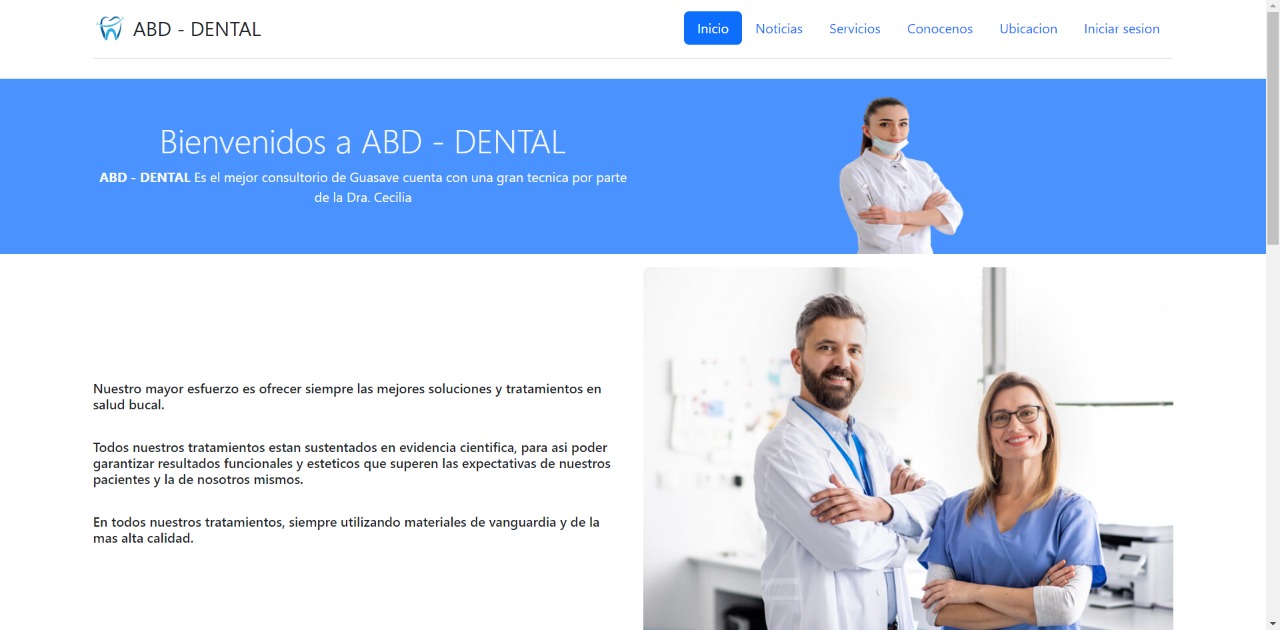 ABD - DENTAL
Inicio
Noticias
Servicios
Conocenos
Ubicacion
Iniciar sesion
Bienvenidos a ABD - DENTAL
ABD - DENTAL Es el mejor consultorio de Guasave cuenta con una gran tecnica por parte
de la Dra. Cecilia
Nuestro mayor esfuerzo es ofrecer siempre las mejores soluciones y tratamientos en
salud bucal.
Todos nuestros tratamientos estan sustentados en evidencia cientifica, para asi poder
garantizar resultados funcionales y esteticos que superen las expectativas de nuestros
pacientes y la de nosotros mismos.
En todos nuestros tratamientos, siempre utilizando materiales de vanguardia y de la
mas alta calidad.